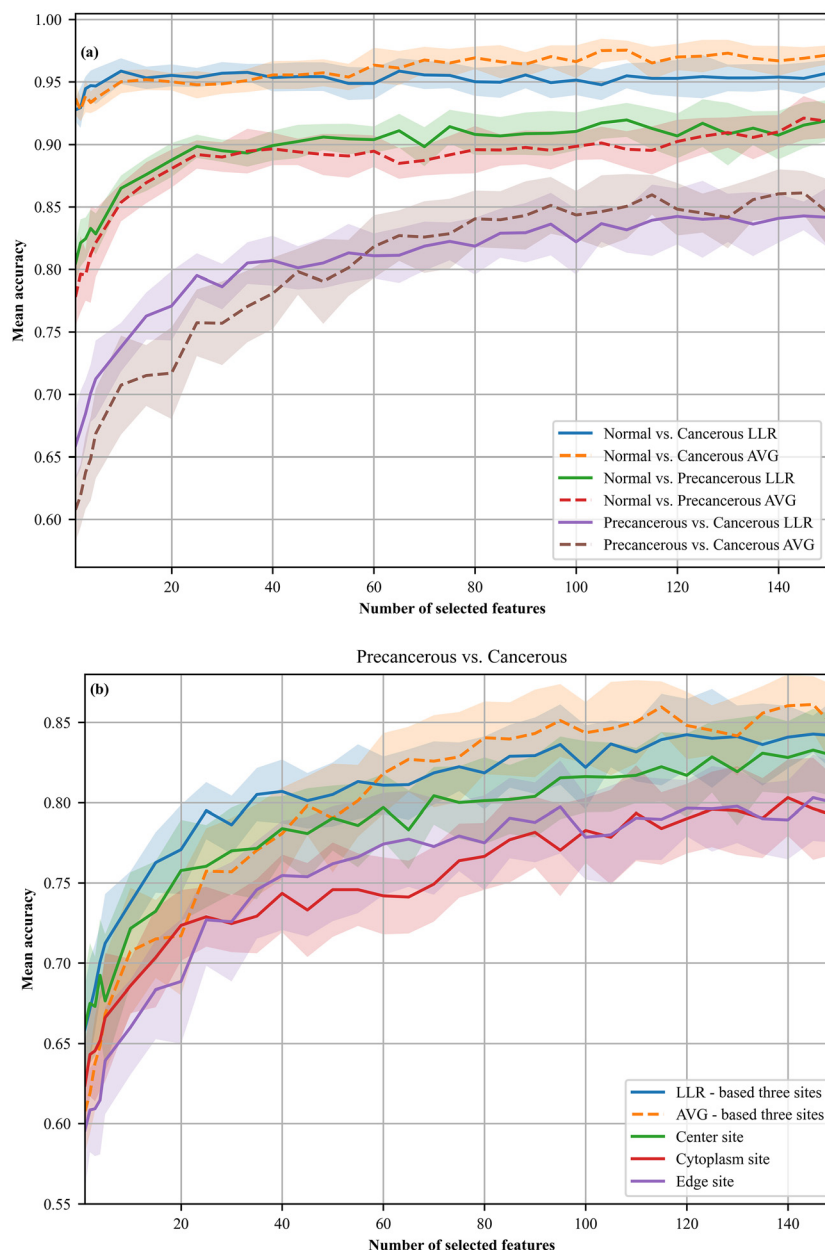 (a)
1.00
0.95
0.90
0.85
0.80
0.75
0.70
0.65
0.60
Mean accuracy
Normal vs. Cancerous LLR
Normal vs. Cancerous AVG
Normal vs. Precancerous LLR
Normal vs. Precancerous AVG
Precancerous vs. Cancerous LLR
Precancerous vs. Cancerous AVG
20 40 60 80 100 120 140
Number of selected features
Precancerous vs. Cancerous
(b)
0.85
0.80
0.75
0.70
0.65
0.60
0.55
Mean accuracy
LLR - based three sites
AVG - based three sites
Center site
Cytoplasm site
Edge site
20 40 60 80 100 120 140
Number of selected features